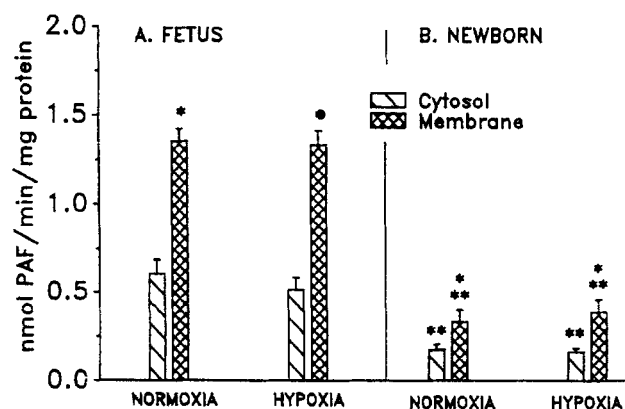 nmol PAF/min/mg protein
2.0
1.5
1.0
0.5
0.0
A. FETUS
B. NEWBORN
Cytosol
Membrane
*
●
*
**
**
*
**
**
NORMOXIA
HYPOXIA
NORMOXIA
HYPOXIA